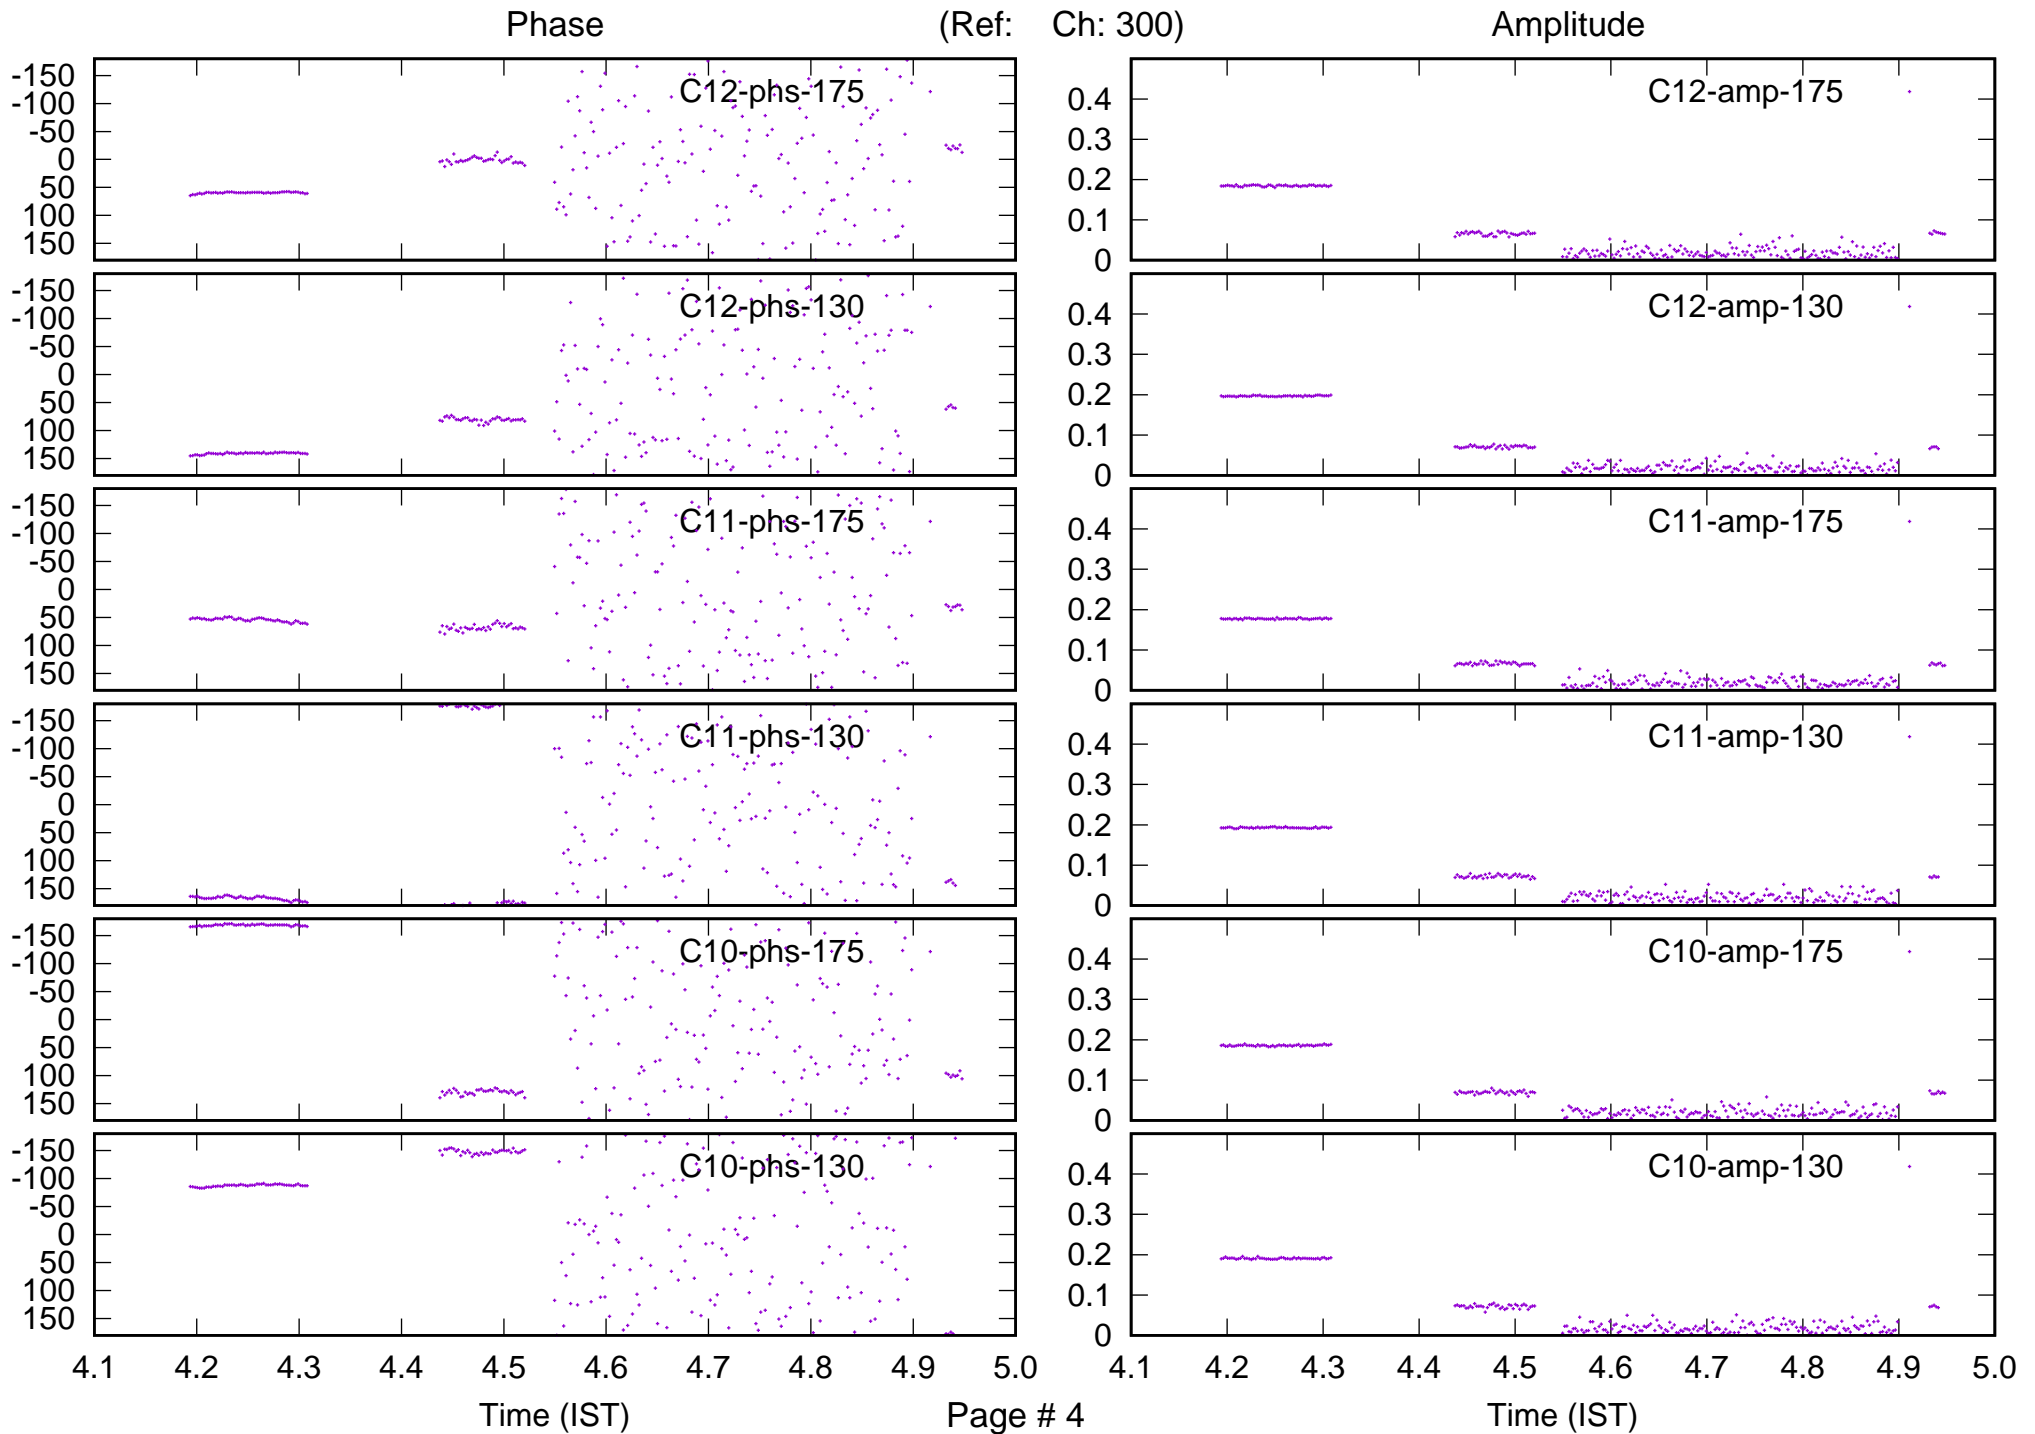 Phase (Ref: Ch: 300) Amplitude
-150 -100 -50 0 50 100 150 C12-phs-175 0.4 0.3 0.2 0.1 0 C12-amp-175
-150 -100 -50 0 50 100 150 C12-phs-130 0.4 0.3 0.2 0.1 0 C12-amp-130
-150 -100 -50 0 50 100 150 C11-phs-175 0.4 0.3 0.2 0.1 0 C11-amp-175
-150 -100 -50 0 50 100 150 C11-phs-130 0.4 0.3 0.2 0.1 0 C11-amp-130
-150 -100 -50 0 50 100 150 C10-phs-175 0.4 0.3 0.2 0.1 0 C10-amp-175
-150 -100 -50 0 50 100 150 C10-phs-130 0.4 0.3 0.2 0.1 0 C10-amp-130
4.1 4.2 4.3 4.4 4.5 4.6 4.7 4.8 4.9 5.0 4.1 4.2 4.3 4.4 4.5 4.6 4.7 4.8 4.9 5.0
Time (IST) Page # 4 Time (IST)